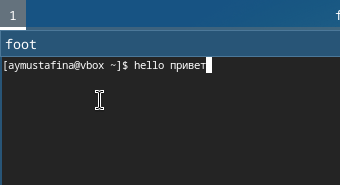 1
f
foot
[aymustafina@vbox ~]$ hello привет